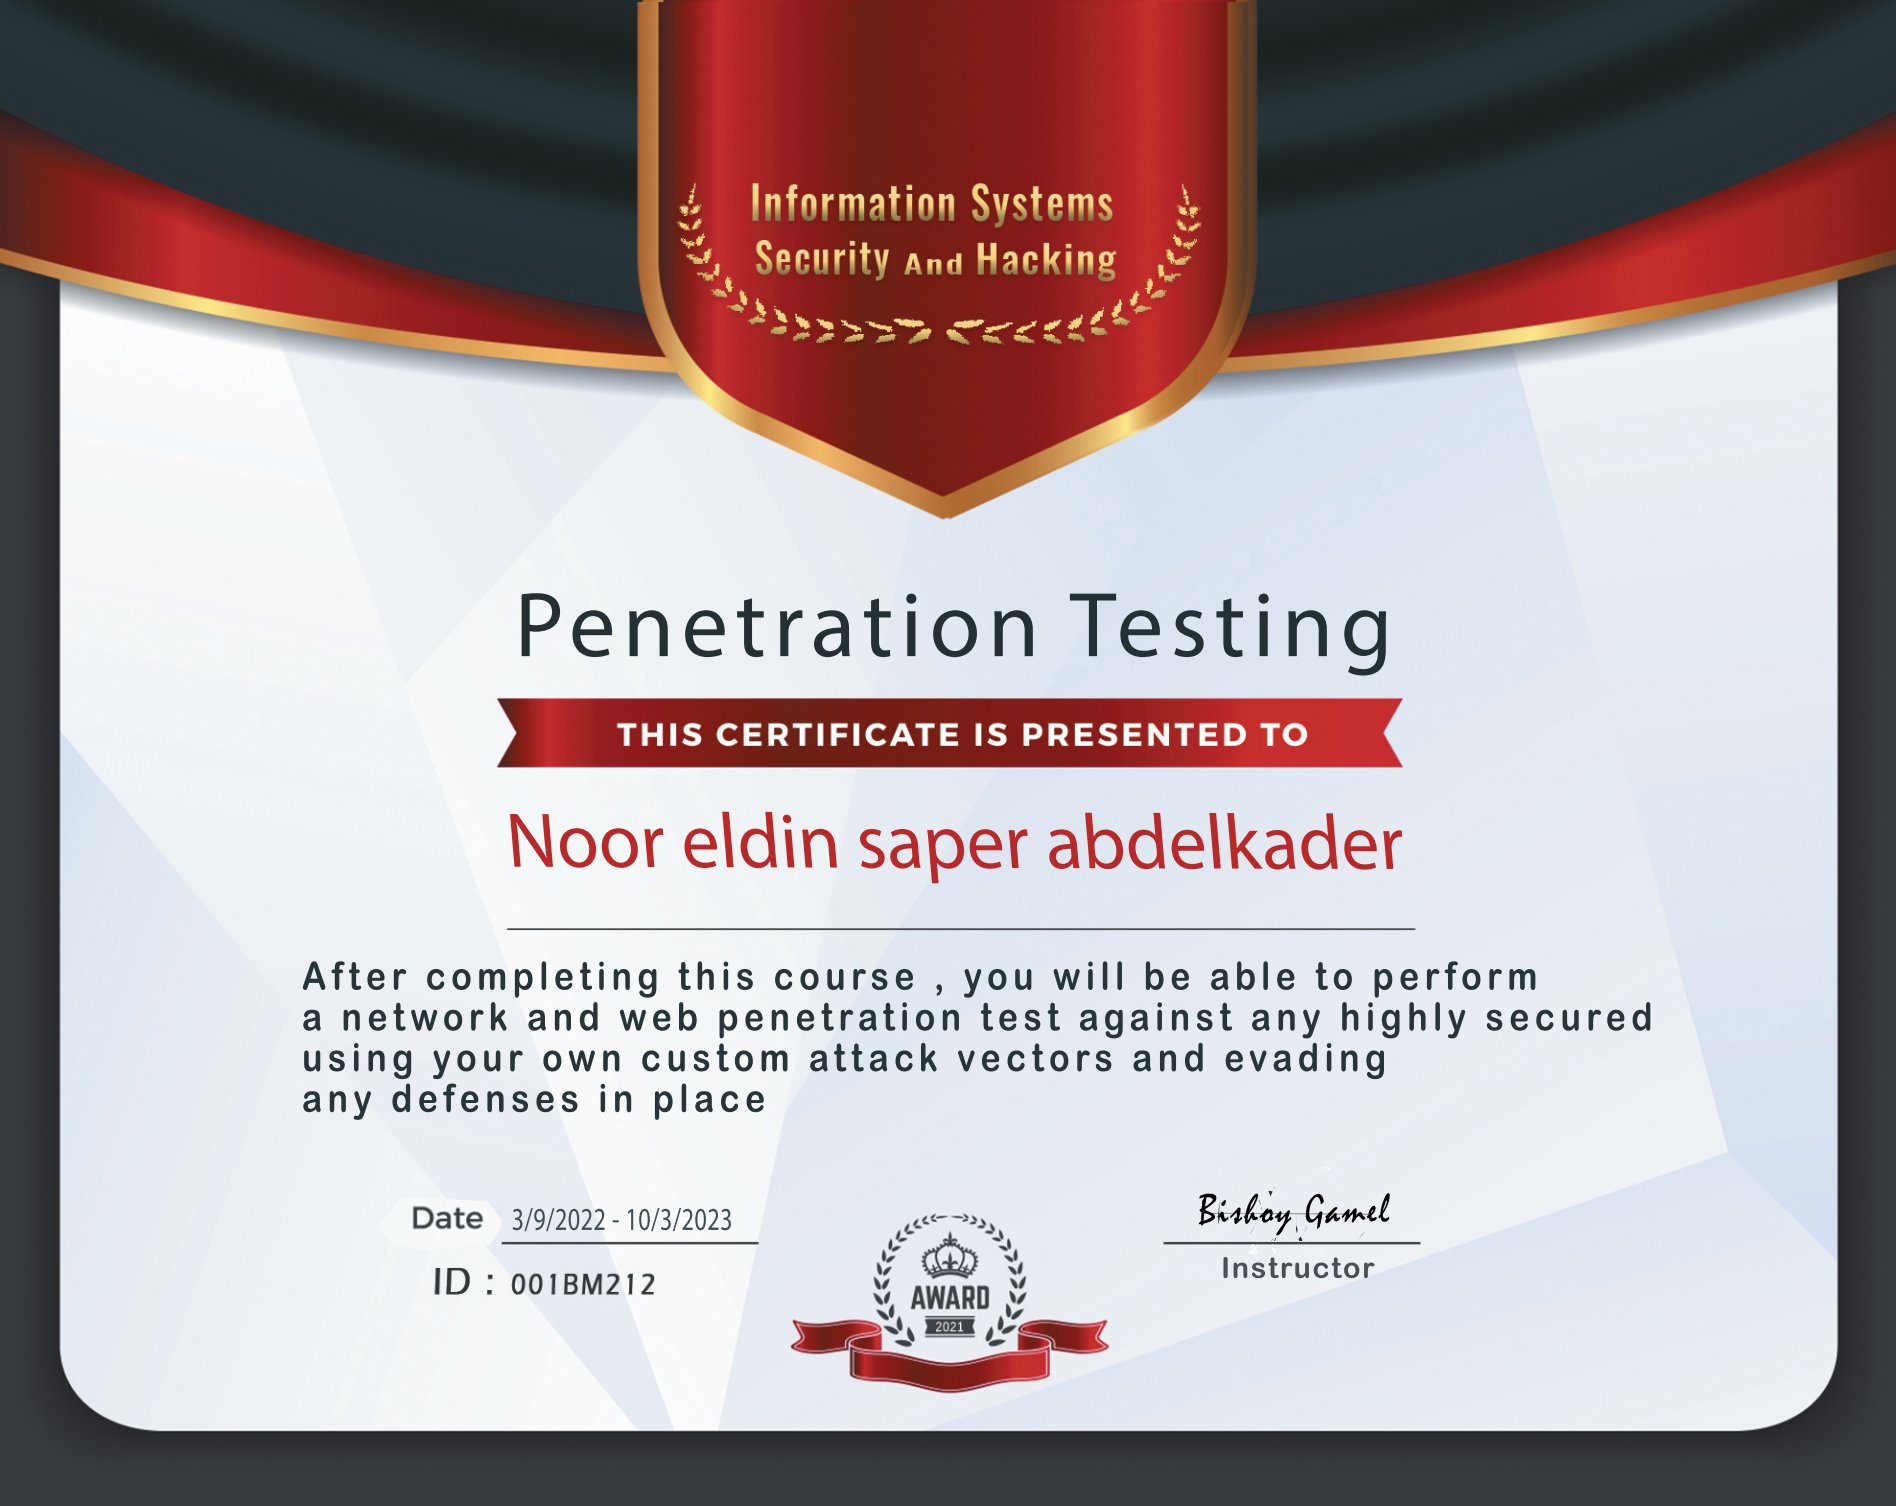 Information Systems
Security And Hacking
Penetration Testing
THIS CERTIFICATE IS PRESENTED TO
Noor eldin saper abdelkader
After completing this course , you will be able to perform
a network and web penetration test against any highly secured
using your own custom attack vectors and evading
any defenses in place
Date 3/9/2022 - 10/3/2023
Bishoy Gamel
Instructor
ID : 001BM212
AWARD
2021